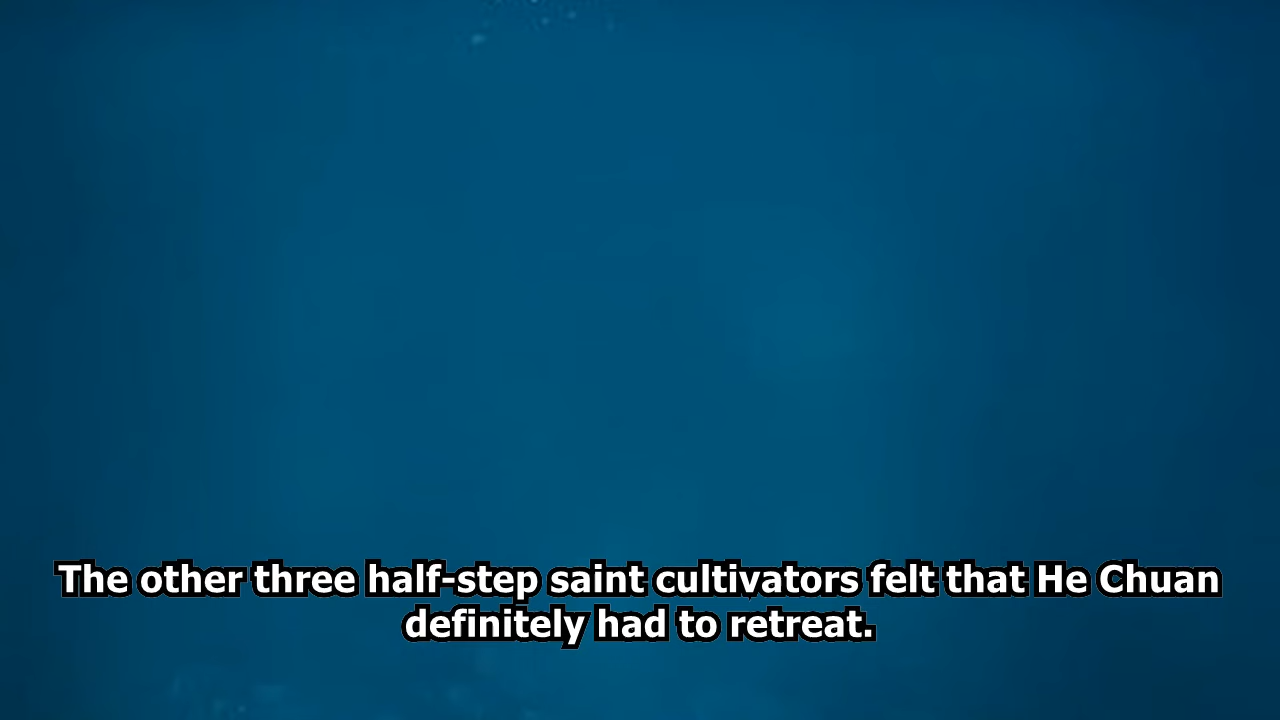 The other three half-step saint cultivators felt that He Chuan
definitely had to retreat.